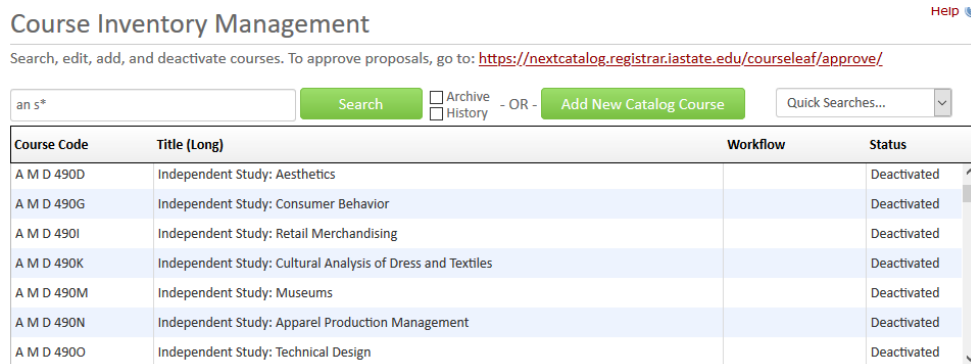 Help
Course Inventory Management
Search, edit, add, and deactivate courses. To approve proposals, go to: https://nextcatalog.registrar.iastate.edu/courseleaf/approve/
an s* Search Archive History - OR - Add New Catalog Course Quick Searches...
Course Code Title (Long) Workflow Status
A M D 490D Independent Study: Aesthetics Deactivated
A M D 490G Independent Study: Consumer Behavior Deactivated
A M D 490I Independent Study: Retail Merchandising Deactivated
A M D 490K Independent Study: Cultural Analysis of Dress and Textiles Deactivated
A M D 490M Independent Study: Museums Deactivated
A M D 490N Independent Study: Apparel Production Management Deactivated
A M D 490O Independent Study: Technical Design Deactivated